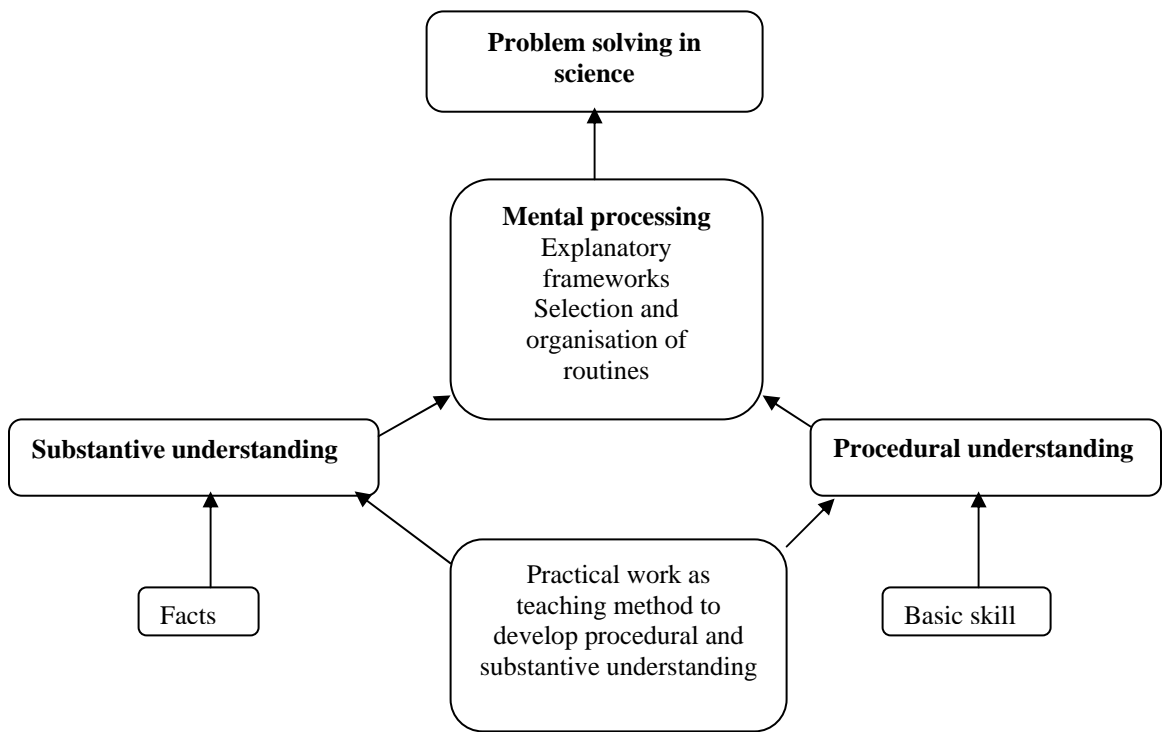 Problem solving in
science
Mental processing
Explanatory
frameworks
Selection and
organisation of
routines
Substantive understanding
Procedural understanding
Practical work as
teaching method to
develop procedural and
substantive understanding
Facts
Basic skill